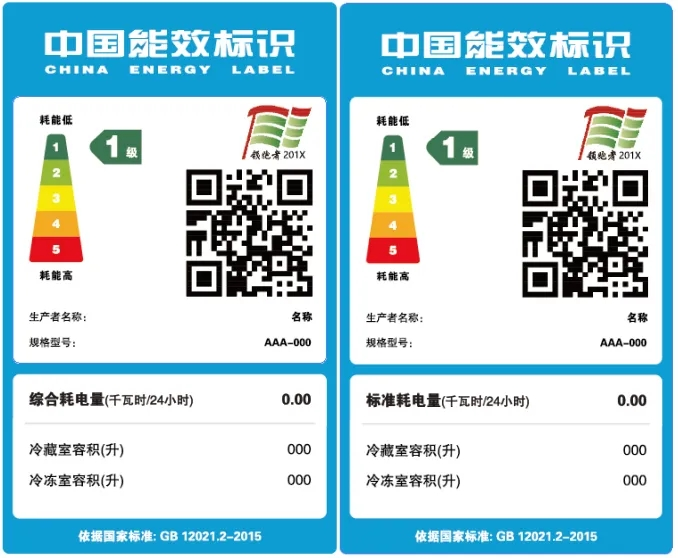 中国能效标识
CHINA ENERGY LABEL
耗能低
1
2
3
4
5
耗能高
1级
领跑者201X
生产者名称： 名称
规格型号： AAA-000
综合耗电量(千瓦时/24小时) 0.00
冷藏室容积(升) 000
冷冻室容积(升) 000
依据国家标准: GB 12021.2-2015
中国能效标识
CHINA ENERGY LABEL
耗能低
1
2
3
4
5
耗能高
1级
领跑者201X
生产者名称： 名称
规格型号： AAA-000
标准耗电量(千瓦时/24小时) 0.00
冷藏室容积(升) 000
冷冻室容积(升) 000
依据国家标准: GB 12021.2-2015